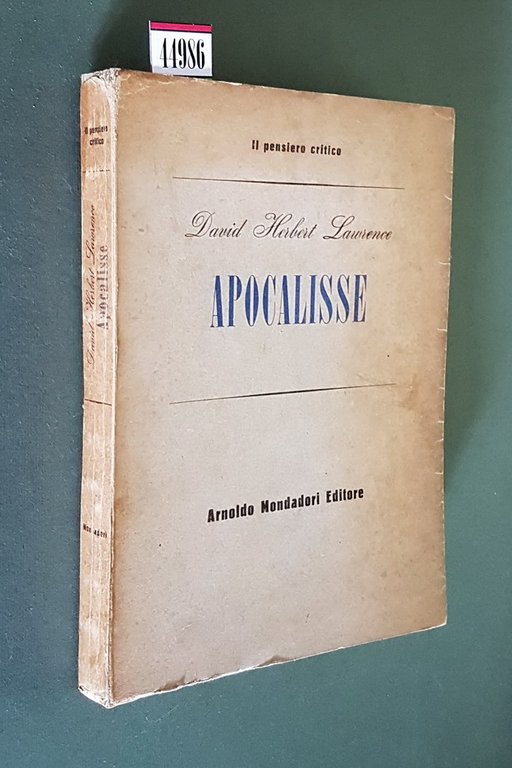 44986
Il pensiero critico
David Herbert Lawrence
APOCALISSE
Arnoldo Mondadori Editore
Il pensiero
critico
David Herbert Lawrence
Apocalisse
Mondadori